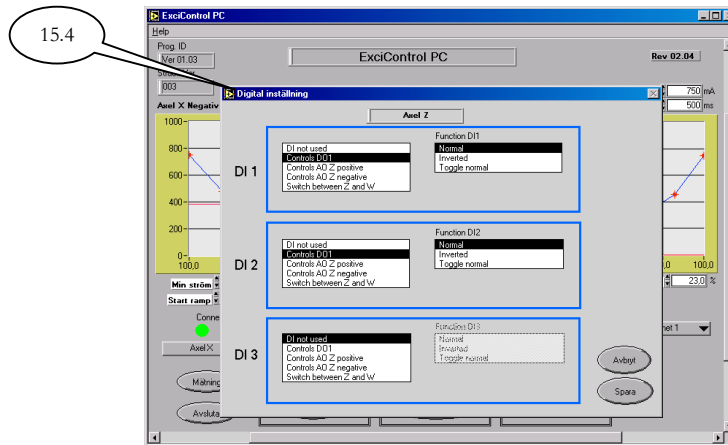 15.4
ExciControl PC
Help
Prog. ID
Ver 01.03
003
ExciControl PC
Rev 02.04
750 mA
500 ms
Axel X Negativ
1000-
800-
600-
400-
200-
0-
100,0
,0 100,0
Min ström
Start ramp
23,0 %
Conne
Axel X
net 1
Mätning
Avsluta
Digital inställning
Axel Z
DI 1
DI not used
Controls DO1
Controls AO Z positive
Controls AO Z negative
Switch between Z and W
Function DI1
Normal
Inverted
Toggle normal
DI 2
DI not used
Controls DO1
Controls AO Z positive
Controls AO Z negative
Switch between Z and W
Function DI2
Normal
Inverted
Toggle normal
DI 3
DI not used
Controls DO1
Controls AO Z positive
Controls AO Z negative
Switch between Z and W
Function DI3
Normal
Inverted
Toggle normal
Avbryt
Spara